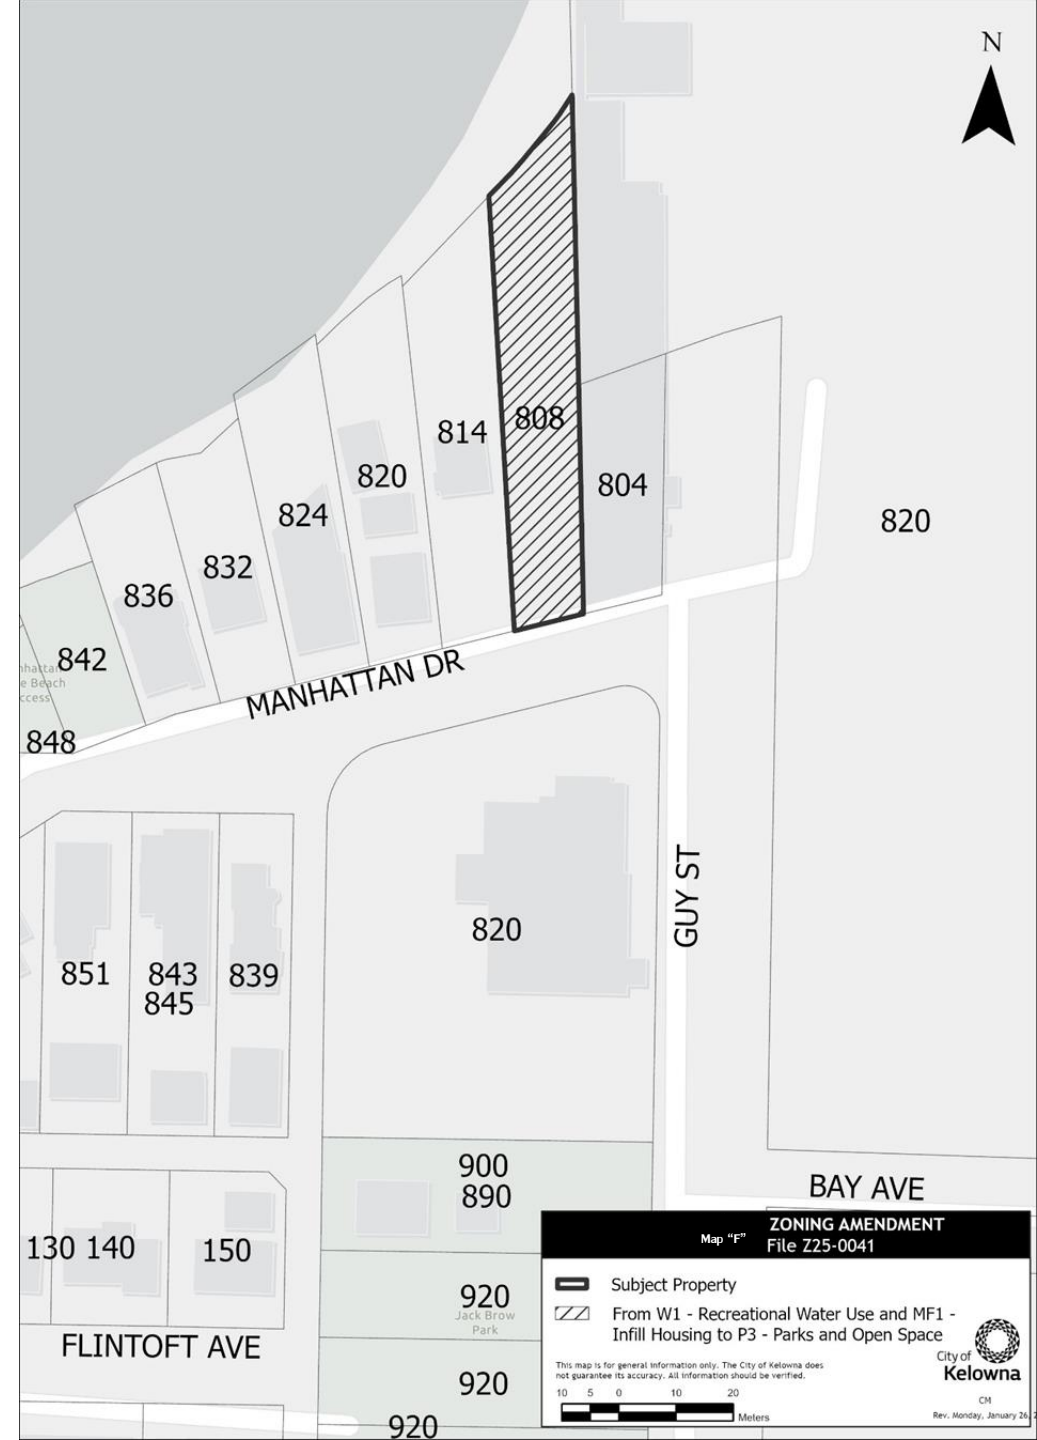 N
808
814
804
820
820
824
832
836
842
e Beach
848
MANHATTAN DR
GUY ST
820
851
843
845
839
900
890
BAY AVE
130 140
150
920
Jack Brow
Park
FLINTOFT AVE
920
920
ZONING AMENDMENT
Map "F"
File Z25-0041
Subject Property
From W1 - Recreational Water Use and MF1 -
Infill Housing to P3 - Parks and Open Space
This map is for general information only. The City of Kelowna does
not guarantee its accuracy. All information should be verified.
10 5 0 10 20
Meters
City of
Kelowna
CM
Rev. Monday, January 26,